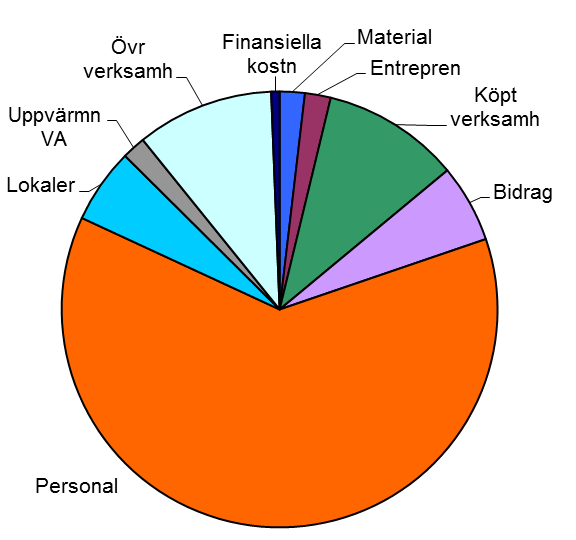 Övr
verksamh
Finansiella
kostn
Material
Entrepren
Köpt
verksamh
Uppvärmn
VA
Lokaler
Bidrag
Personal